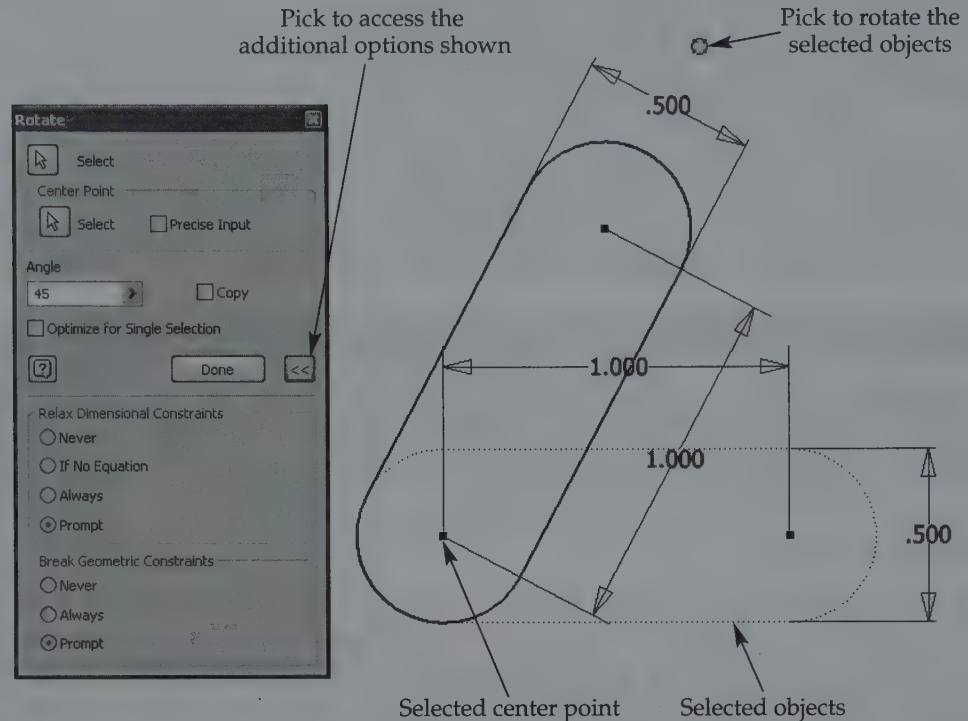 Pick to access the
additional options shown
Pick to rotate the
selected objects
Rotate
Select
Center Point
Select
Precise Input
Angle
45
Copy
Optimize for Single Selection
?
Done
<<
Relax Dimensional Constraints
Never
If No Equation
Always
Prompt
Break Geometric Constraints
Never
Always
Prompt
.500
1.000
1.000
.500
Selected center point
Selected objects